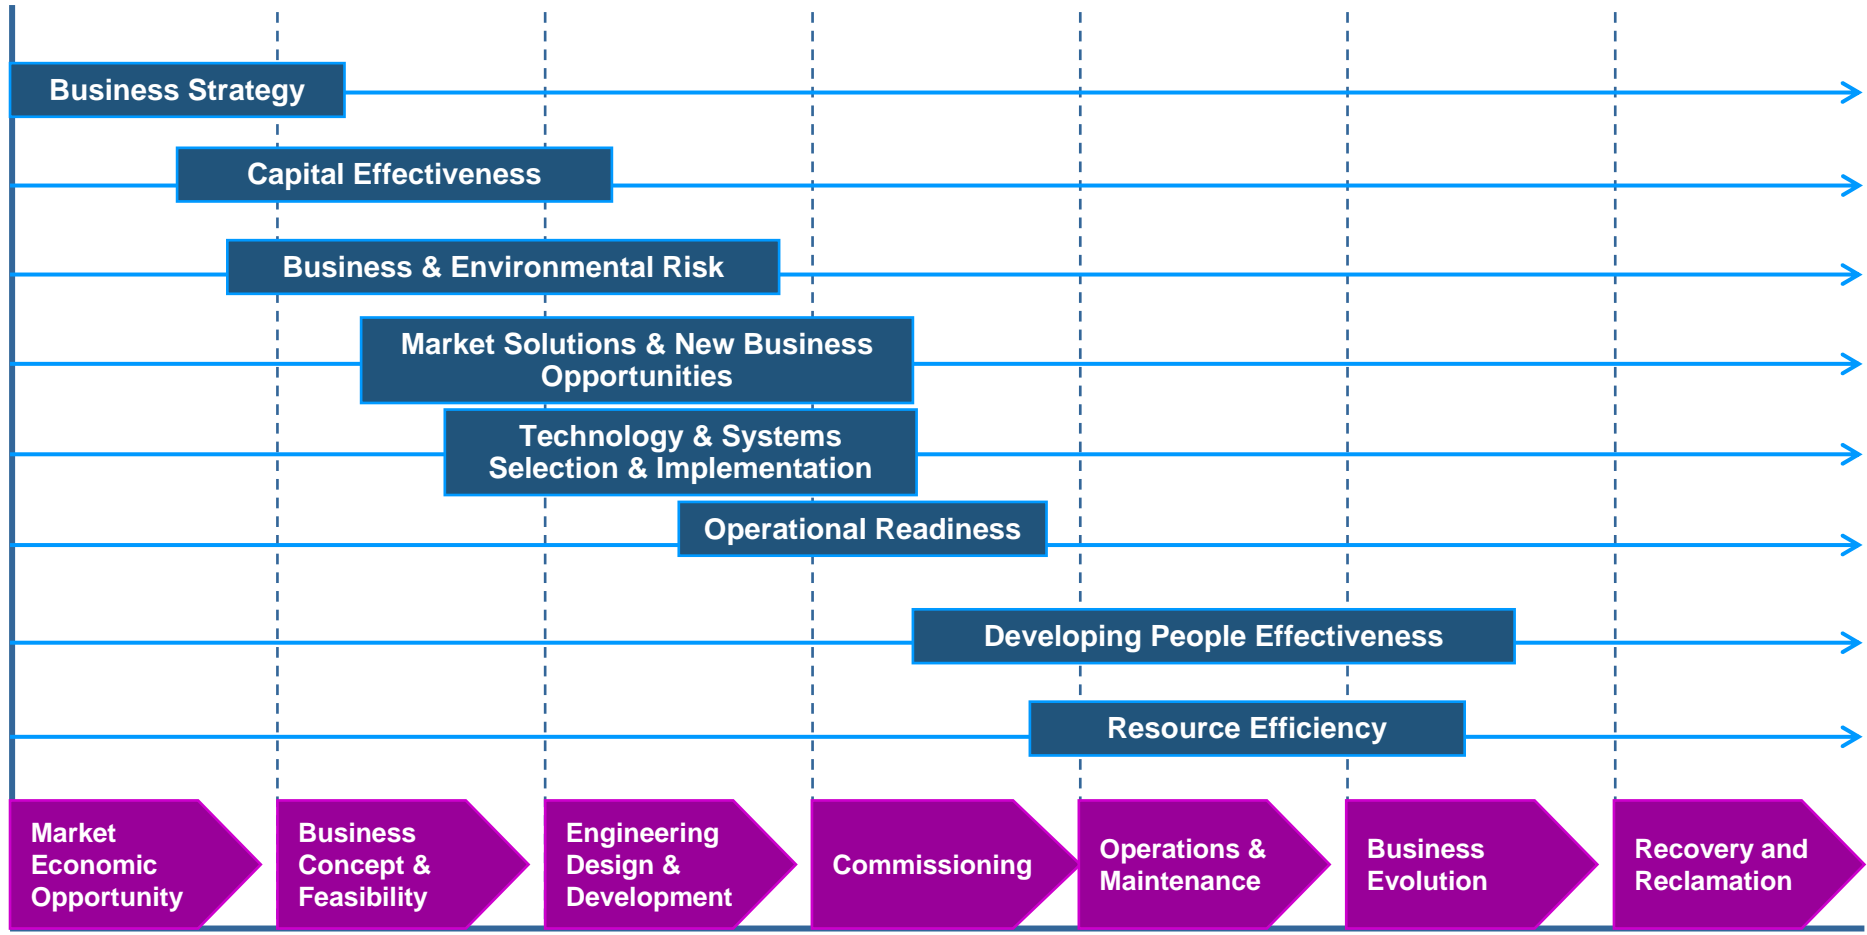 Business Strategy
Capital Effectiveness
Business & Environmental Risk
Market Solutions & New Business
Opportunities
Technology & Systems
Selection & Implementation
Operational Readiness
Developing People Effectiveness
Resource Efficiency
Market
Economic
Opportunity
Business
Concept &
Feasibility
Engineering
Design &
Development
Commissioning
Operations &
Maintenance
Business
Evolution
Recovery and
Reclamation